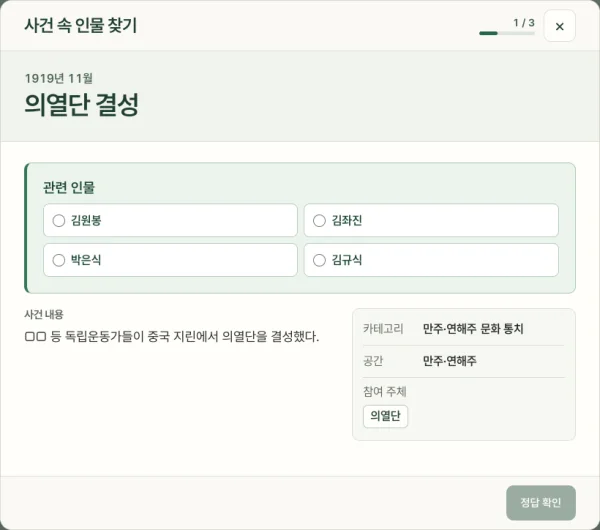 사건 속 인물 찾기
1 / 3
×
1919년 11월
의열단 결성
관련 인물
김원봉
김좌진
박은식
김규식
사건 내용
□□ 등 독립운동가들이 중국 지린에서 의열단을 결성했다.
카테고리 만주·연해주 문화 통치
공간 만주·연해주
참여 주체
의열단
정답 확인